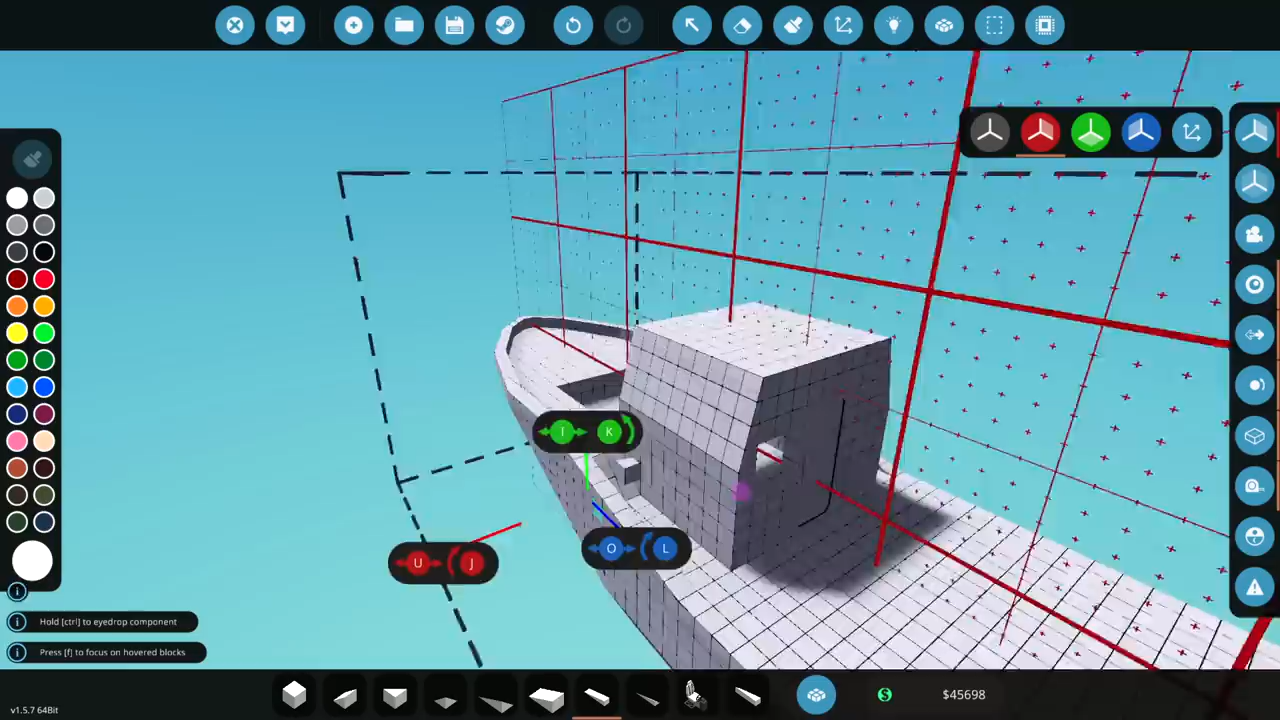 T K
O L
U J
Hold [ctrl] to eyedrop component
Press [f] to focus on hovered blocks
v1.5.7 64Bit
$ $45698